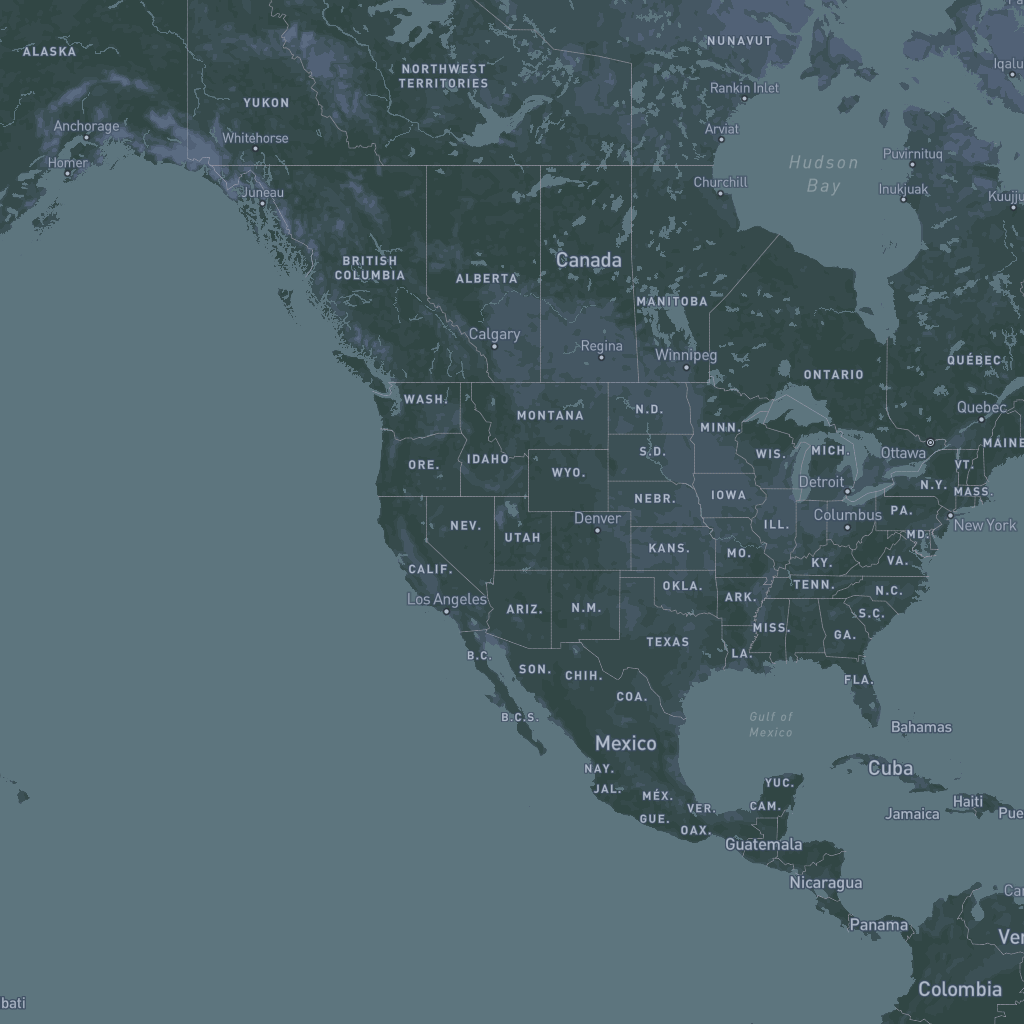 NUNAVUT
ALASKA
Iqalu
NORTHWEST
TERRITORIES
Rankin Inlet
YUKON
Anchorage
Arviat
Whitehorse
Puvirnituq
Hudson
Bay
Homer
Churchill
Inukjuak
Juneau
Kuujju
BRITISH
COLUMBIA
Canada
ALBERTA
MANITOBA
Calgary
Regina
Winnipeg
QUÉBEC
ONTARIO
WASH.
MONTANA
N.D.
Quebec
MINN.
MAINE
ORE.
IDAHO
S.D.
WIS.
MICH.
Ottawa
VT.
WYO.
Detroit
N.Y.
MASS.
NEBR.
IOWA
PA.
Denver
Columbus
NEV.
ILL.
New York
UTAH
MD.
KANS.
MO.
KY.
VA.
CALIF.
OKLA.
TENN.
N.C.
Los Angeles
ARK.
ARIZ.
N.M.
S.C.
MISS.
GA.
TEXAS
B.C.
LA.
SON.
CHIH.
FLA.
COA.
B.C.S.
Gulf of
Mexico
Bahamas
Mexico
NAY.
Cuba
YUC.
JAL.
MÉX.
Haiti
VER.
CAM.
Jamaica
Pue
GUE.
OAX.
Guatemala
Nicaragua
Car
Panama
Ver
Colombia
bati